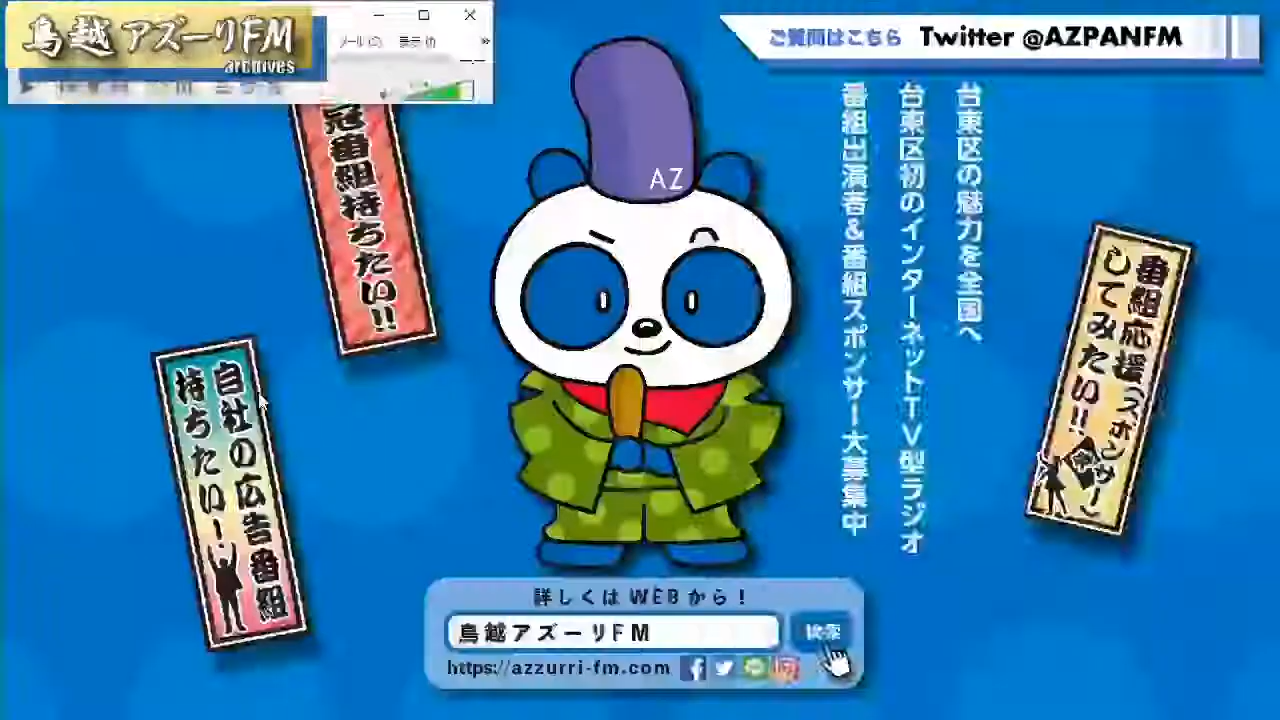 鳥越アズーリFM
archives
ツール(T)
表示(I)
ご質問はこちら Twitter @AZPANFM
冠番組持ちたい!!
AZ
台東区の魅力を全国へ
台東区初のインターネットTV型ラジオ
番組出演者&番組スポンサー大募集中
番組応援(スポンサー)
してみたい!!
自社の広告番組
持ちたい!
詳しくはWEBから!
鳥越アズーリFM
検索
https://azzurri-fm.com